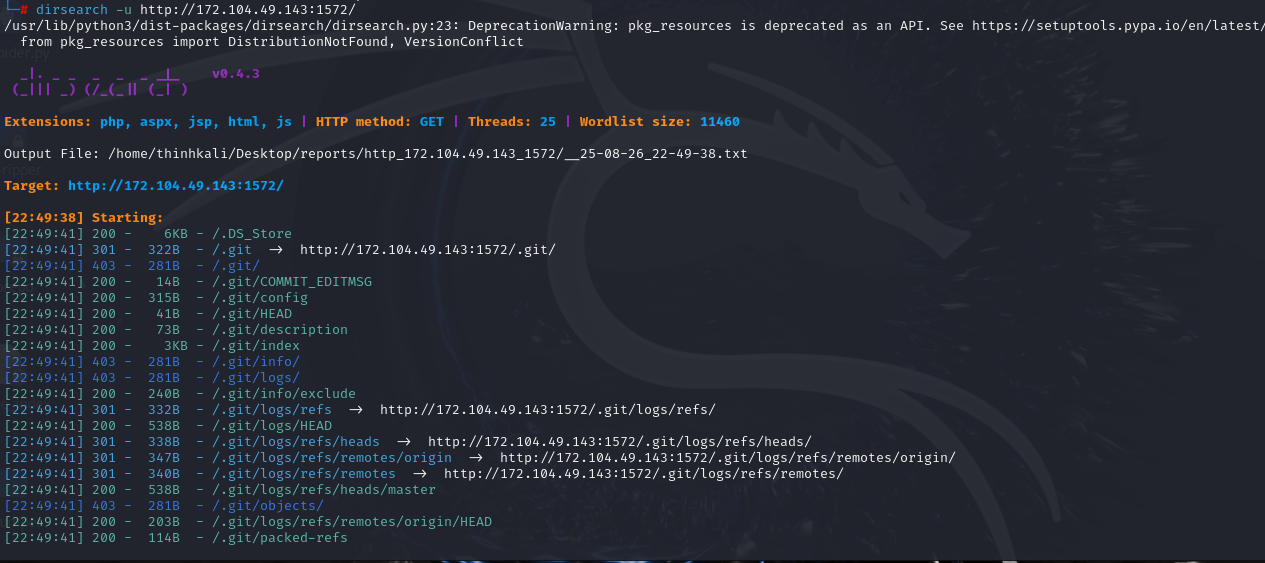 └─# dirsearch -u http://172.104.49.143:1572/
/usr/lib/python3/dist-packages/dirsearch/dirsearch.py:23: DeprecationWarning: pkg_resources is deprecated as an API. See https://setuptools.pypa.io/en/latest/
  from pkg_resources import DistributionNotFound, VersionConflict
  _|. _ _  _  _  _ _|_    v0.4.3
 (_||| _) (/_(_|| (_| )
Extensions: php, aspx, jsp, html, js | HTTP method: GET | Threads: 25 | Wordlist size: 11460
Output File: /home/thinhkali/Desktop/reports/http_172.104.49.143_1572/__25-08-26_22-49-38.txt
Target: http://172.104.49.143:1572/
[22:49:38] Starting:
[22:49:41] 200 -    6KB - /.DS_Store
[22:49:41] 301 -  322B  - /.git  ->  http://172.104.49.143:1572/.git/
[22:49:41] 403 -  281B  - /.git/
[22:49:41] 200 -   14B  - /.git/COMMIT_EDITMSG
[22:49:41] 200 -  315B  - /.git/config
[22:49:41] 200 -   41B  - /.git/HEAD
[22:49:41] 200 -   73B  - /.git/description
[22:49:41] 200 -    3KB - /.git/index
[22:49:41] 403 -  281B  - /.git/info/
[22:49:41] 403 -  281B  - /.git/logs/
[22:49:41] 200 -  240B  - /.git/info/exclude
[22:49:41] 301 -  332B  - /.git/logs/refs  ->  http://172.104.49.143:1572/.git/logs/refs/
[22:49:41] 200 -  538B  - /.git/logs/HEAD
[22:49:41] 301 -  338B  - /.git/logs/refs/heads  ->  http://172.104.49.143:1572/.git/logs/refs/heads/
[22:49:41] 301 -  347B  - /.git/logs/refs/remotes/origin  ->  http://172.104.49.143:1572/.git/logs/refs/remotes/origin/
[22:49:41] 301 -  340B  - /.git/logs/refs/remotes  ->  http://172.104.49.143:1572/.git/logs/refs/remotes/
[22:49:41] 200 -  538B  - /.git/logs/refs/heads/master
[22:49:41] 403 -  281B  - /.git/objects/
[22:49:41] 200 -  203B  - /.git/logs/refs/remotes/origin/HEAD
[22:49:41] 200 -  114B  - /.git/packed-refs